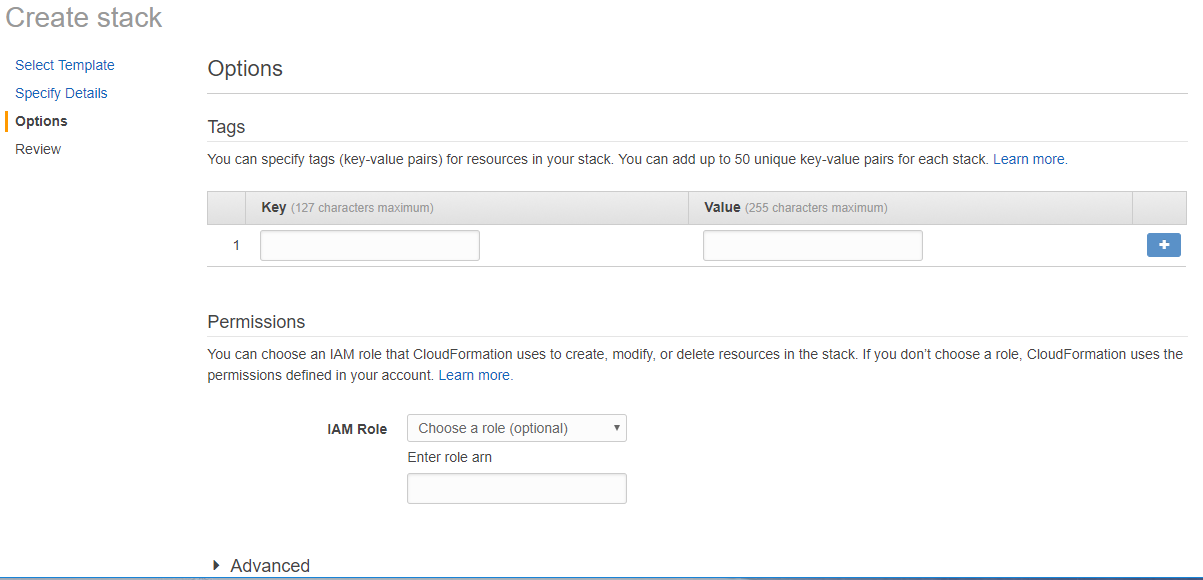 Create stack
Select Template
Specify Details
Options
Review
Options
Tags
You can specify tags (key-value pairs) for resources in your stack. You can add up to 50 unique key-value pairs for each stack. Learn more.
Key (127 characters maximum)
Value (255 characters maximum)
1
Permissions
You can choose an IAM role that CloudFormation uses to create, modify, or delete resources in the stack. If you don’t choose a role, CloudFormation uses the
permissions defined in your account. Learn more.
IAM Role
Choose a role (optional)
Enter role arn
Advanced